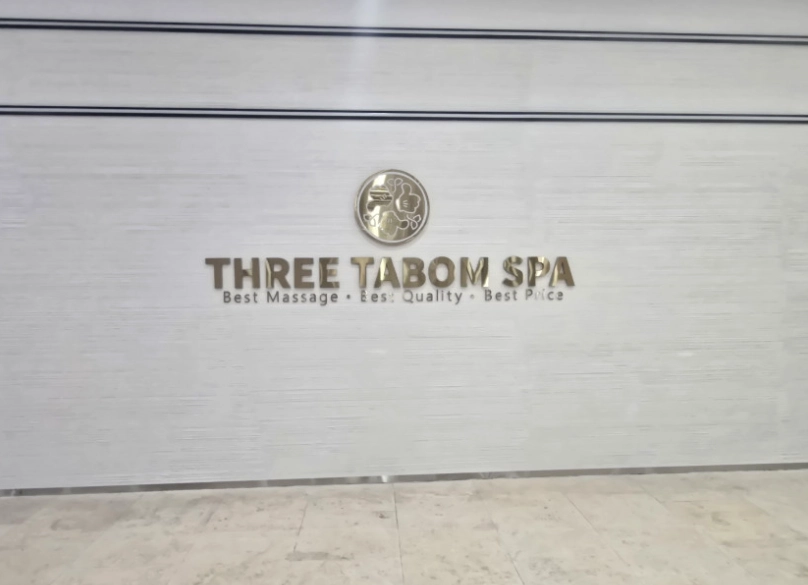 THREE TABOM SPA
Best Massage • Best Quality • Best Price